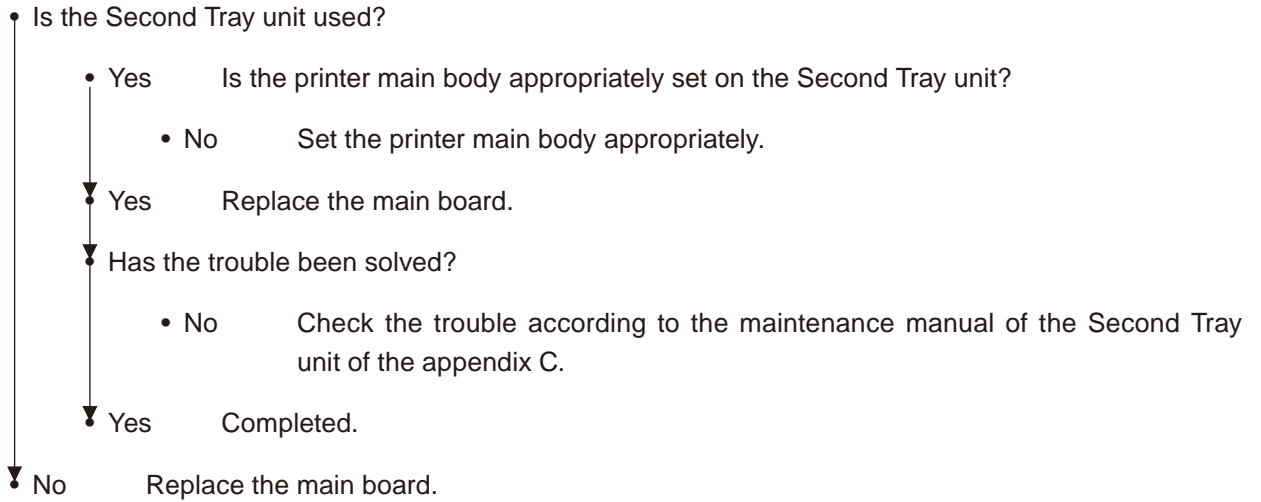 • Is the Second Tray unit used?
• Yes Is the printer main body appropriately set on the Second Tray unit?
• No Set the printer main body appropriately.
• Yes Replace the main board.
• Has the trouble been solved?
• No Check the trouble according to the maintenance manual of the Second Tray
unit of the appendix C.
• Yes Completed.
• No Replace the main board.